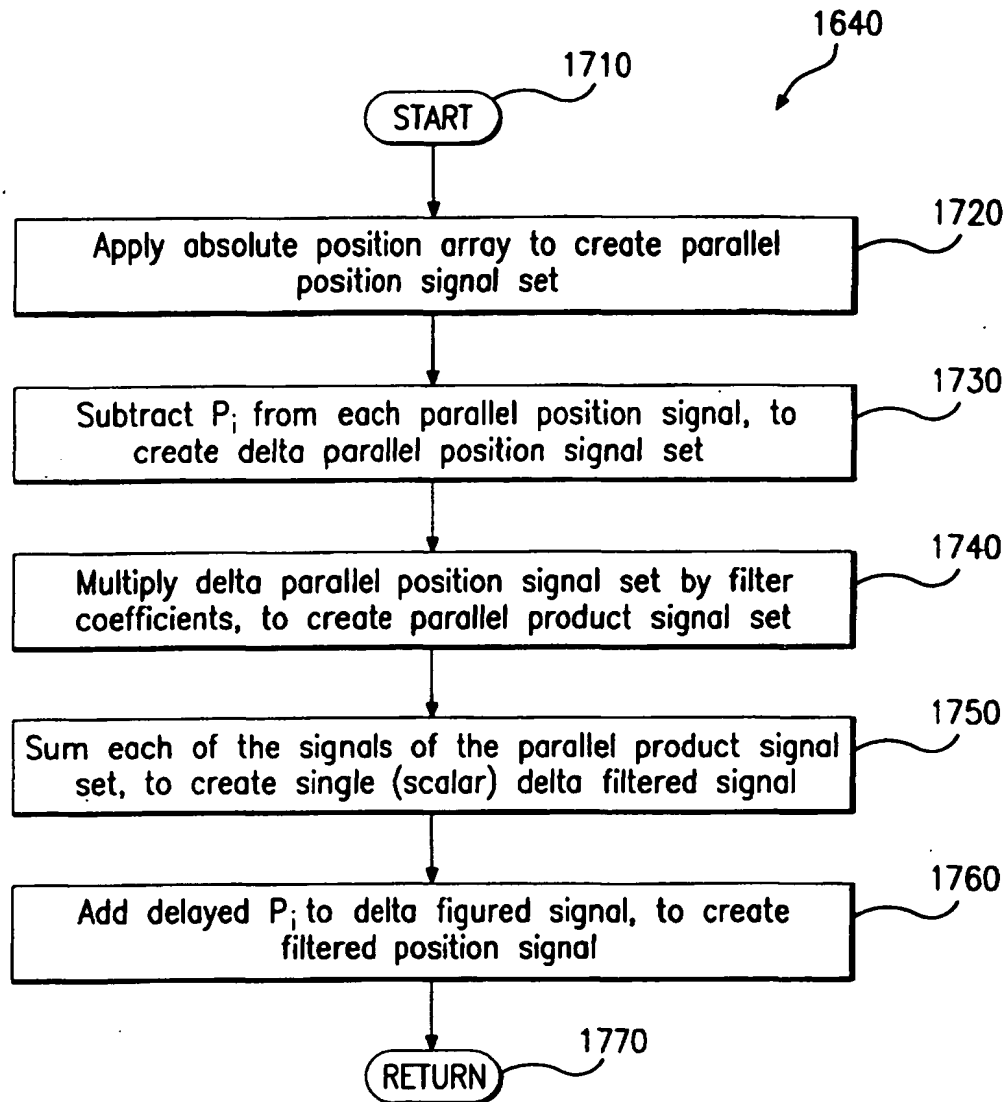 1640
1710
START
1720
Apply absolute position array to create parallel
position signal set
1730
Subtract Pi from each parallel position signal, to
create delta parallel position signal set
1740
Multiply delta parallel position signal set by filter
coefficients, to create parallel product signal set
1750
Sum each of the signals of the parallel product signal
set, to create single (scalar) delta filtered signal
1760
Add delayed Pi to delta figured signal, to create
filtered position signal
1770
RETURN